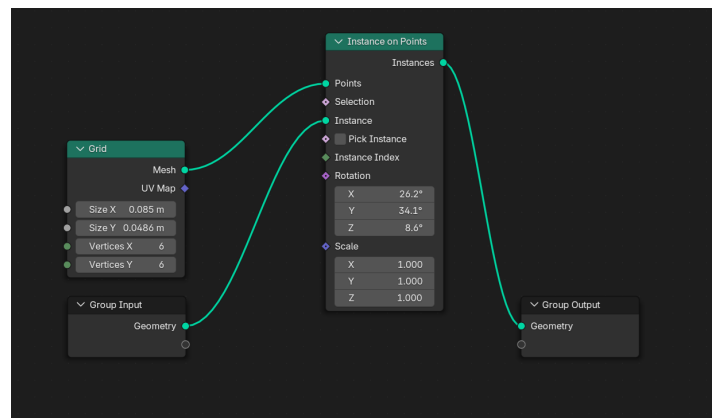 Instance on Points
Instances
Points
Selection
Instance
Pick Instance
Instance Index
Rotation
X 26.2°
Y 34.1°
Z 8.6°
Scale
X 1.000
Y 1.000
Z 1.000
Grid
Mesh
UV Map
Size X 0.085 m
Size Y 0.0486 m
Vertices X 6
Vertices Y 6
Group Input
Geometry
Group Output
Geometry